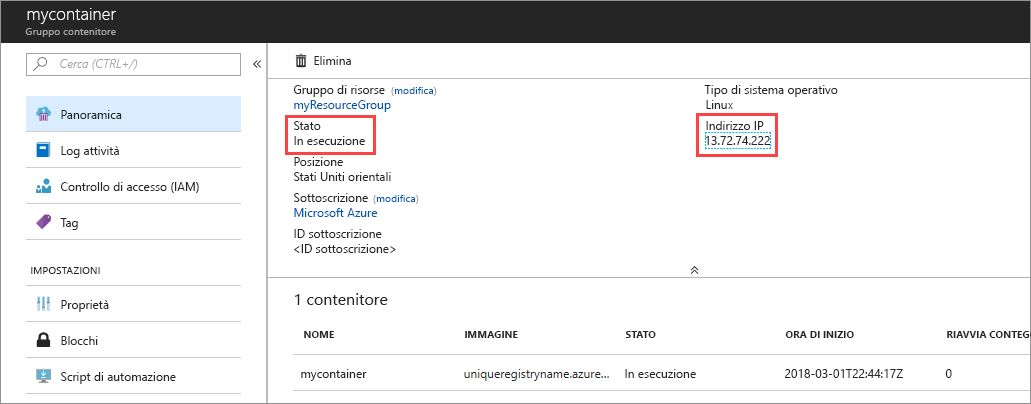 mycontainer
Gruppo contenitore
Cerca (CTRL+/)
Panoramica
Log attività
Controllo di accesso (IAM)
Tag
IMPOSTAZIONI
Proprietà
Blocchi
Script di automazione
Elimina
Gruppo di risorse (modifica)
myResourceGroup
Stato
In esecuzione
Posizione
Stati Uniti orientali
Sottoscrizione (modifica)
Microsoft Azure
ID sottoscrizione
<ID sottoscrizione>
Tipo di sistema operativo
Linux
Indirizzo IP
13.72.74.222
1 contenitore
NOME IMMAGINE STATO ORA DI INIZIO RIAVVIA CONTEG
mycontainer uniqueregistryname.azure... In esecuzione 2018-03-01T22:44:17Z 0